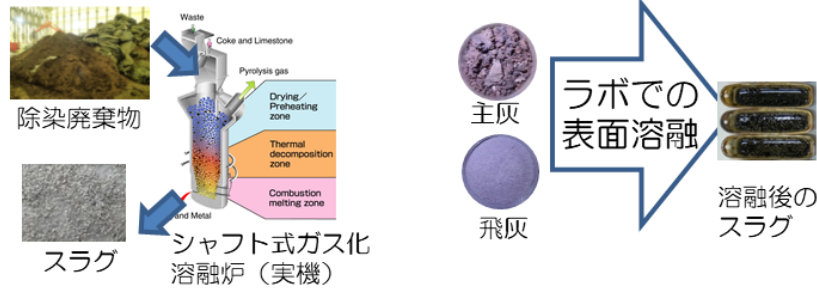 Waste
Coke and Limestone
Pyrolysis gas
Drying/
Preheating
zone
Thermal
decomposition
zone
Combustion
melting zone
and Metal
除染廃棄物
スラグ
シャフト式ガス化
溶融炉（実機）
主灰
飛灰
ラボでの
表面溶融
溶融後の
スラグ